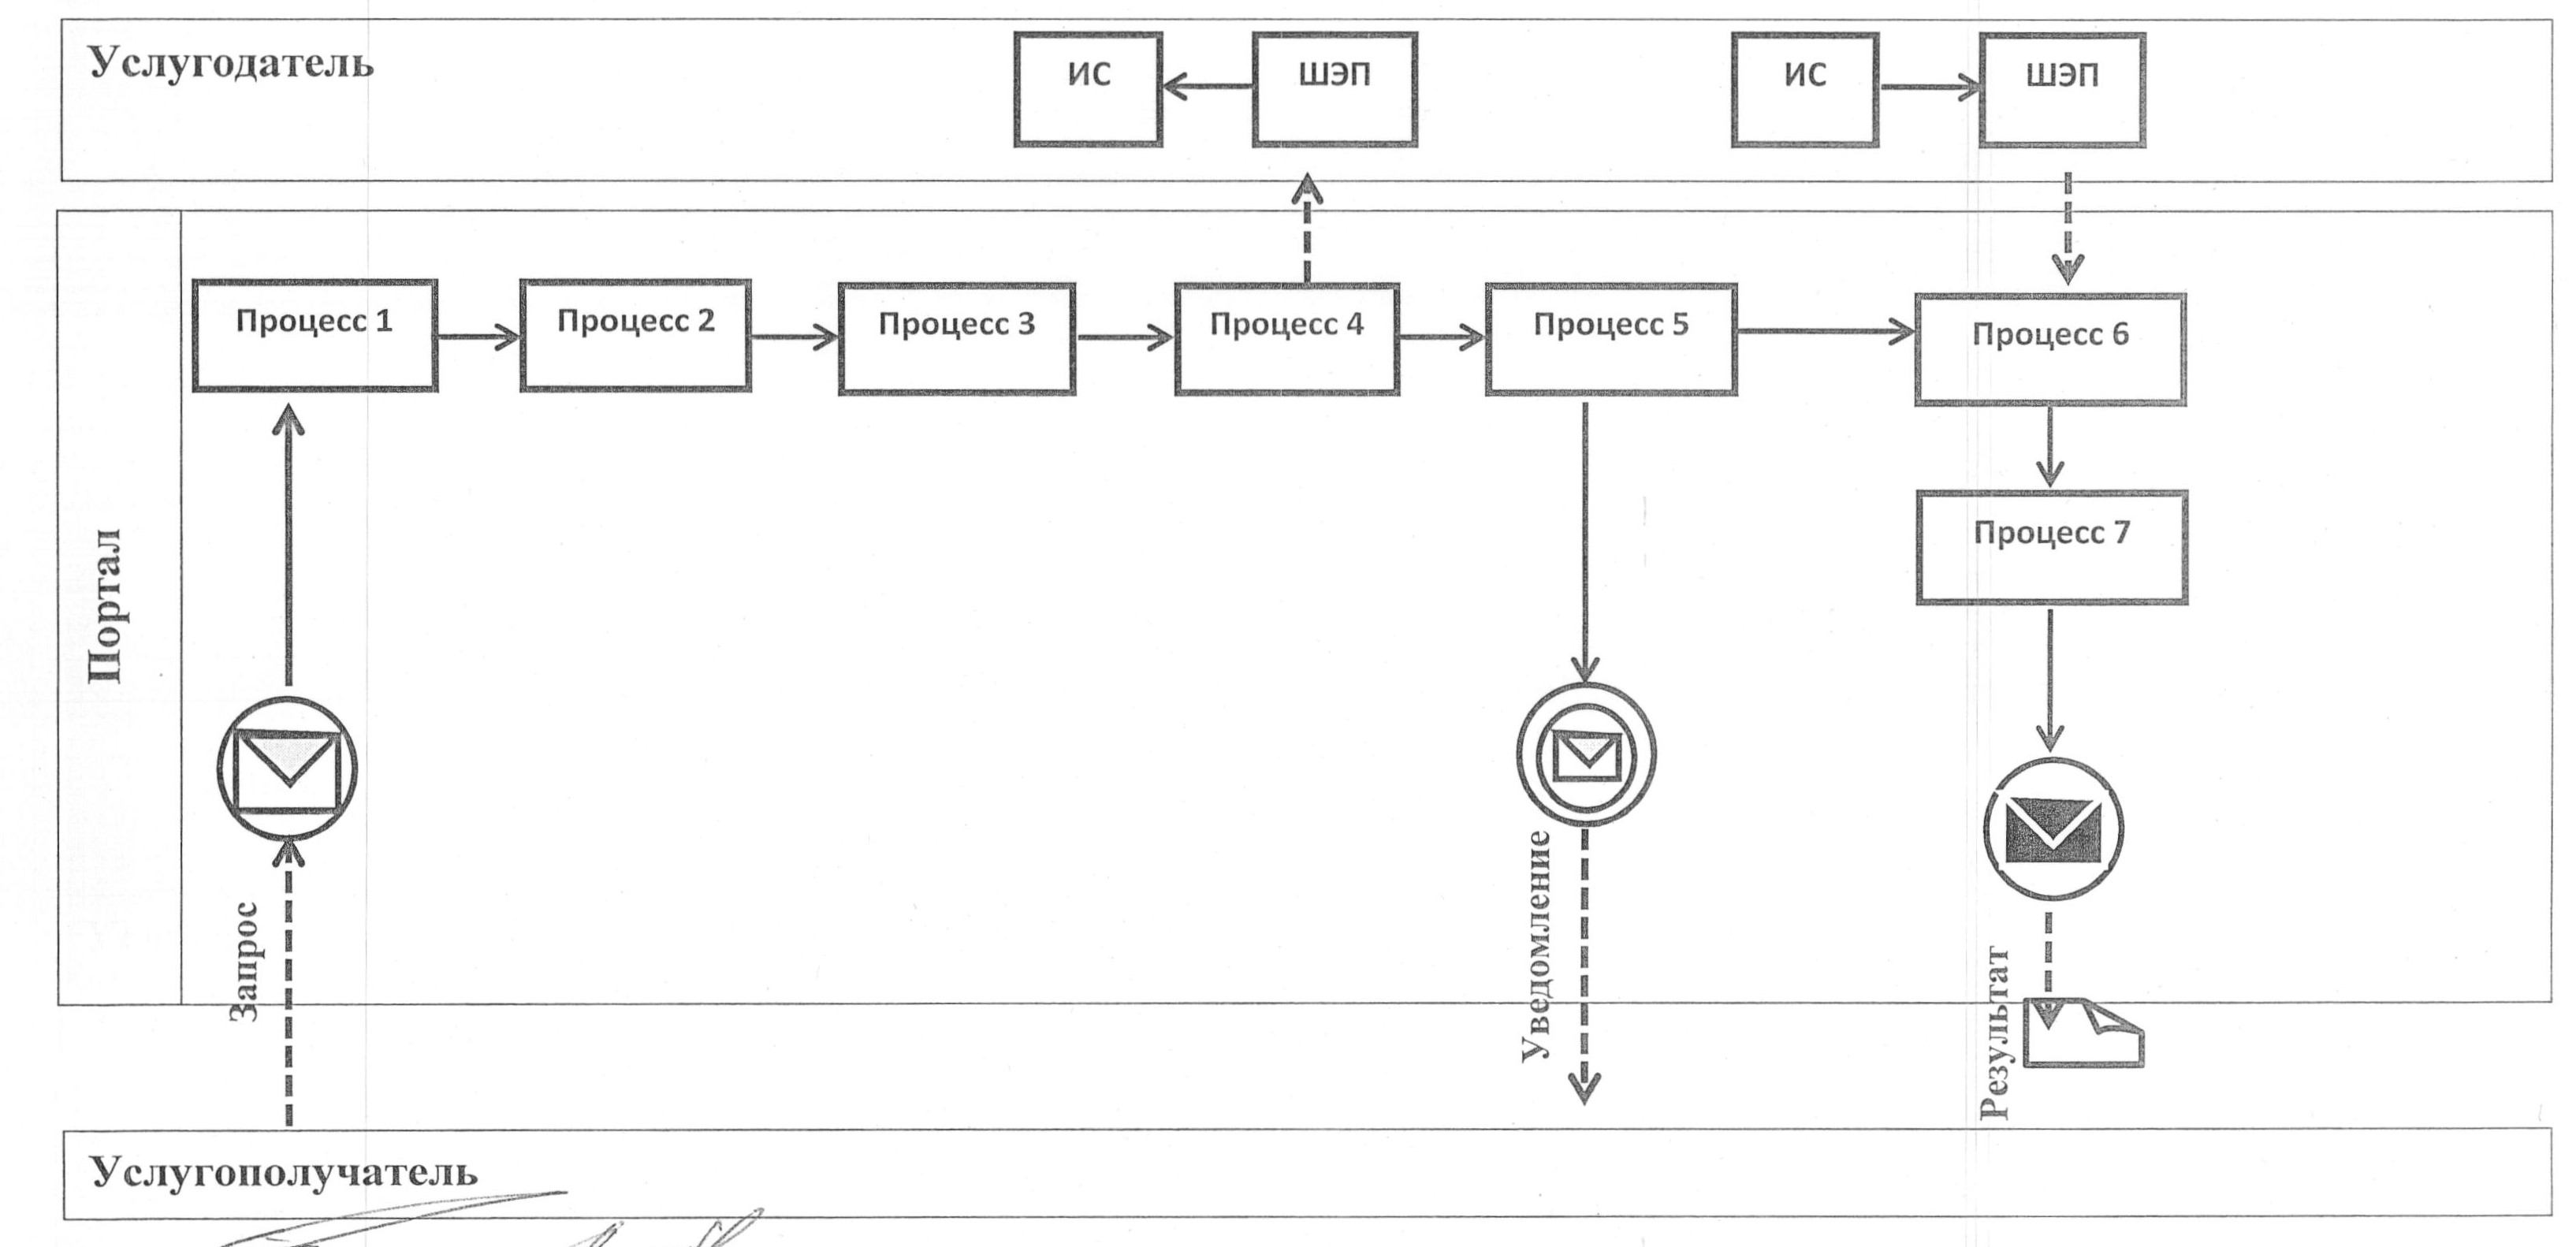 Услугодатель
ИС
ШЭП
ИС
ШЭП
Портал
Процесс 1
Процесс 2
Процесс 3
Процесс 4
Процесс 5
Процесс 6
Процесс 7
Запрос
Уведомление
Результат
Услугополучатель